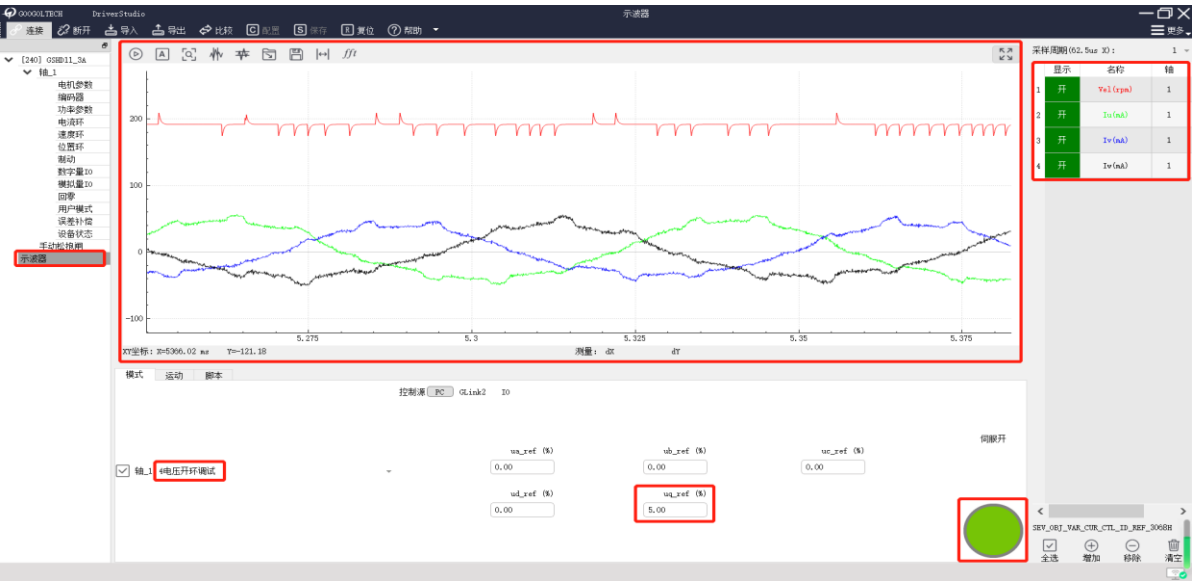 GOOGOLTECH DriverStudio 示波器
连接 断开 导入 导出 比较 C 配置 S 保存 R 复位 ? 帮助 更多
[240] GSHD11_3A
轴_1
电机参数
编码器
功率参数
电流环
速度环
位置环
制动
数字量IO
模拟量IO
回零
用户模式
误差补偿
设备状态
手动松抱闸
示波器
A fft
200
100
0
-100
5.275 5.3 5.325 5.35 5.375
XY坐标: X=5366.02 ms Y=-121.18 测量: dX dY
采样周期(62.5us X): 1
显示 名称 轴
1 开 Vel(rpm) 1
2 开 Iu(mA) 1
3 开 Iv(mA) 1
4 开 Iw(mA) 1
模式 运动 脚本
控制源 PC GLink2 IO
伺服开
ua_ref (%) ub_ref (%) uc_ref (%)
轴_1 4电压开环调试 0.00 0.00 0.00
ud_ref (%) uq_ref (%)
0.00 5.00
SEV_OBJ_VAR_CUR_CTL_ID_REF_3068H
全选 增加 移除 清空